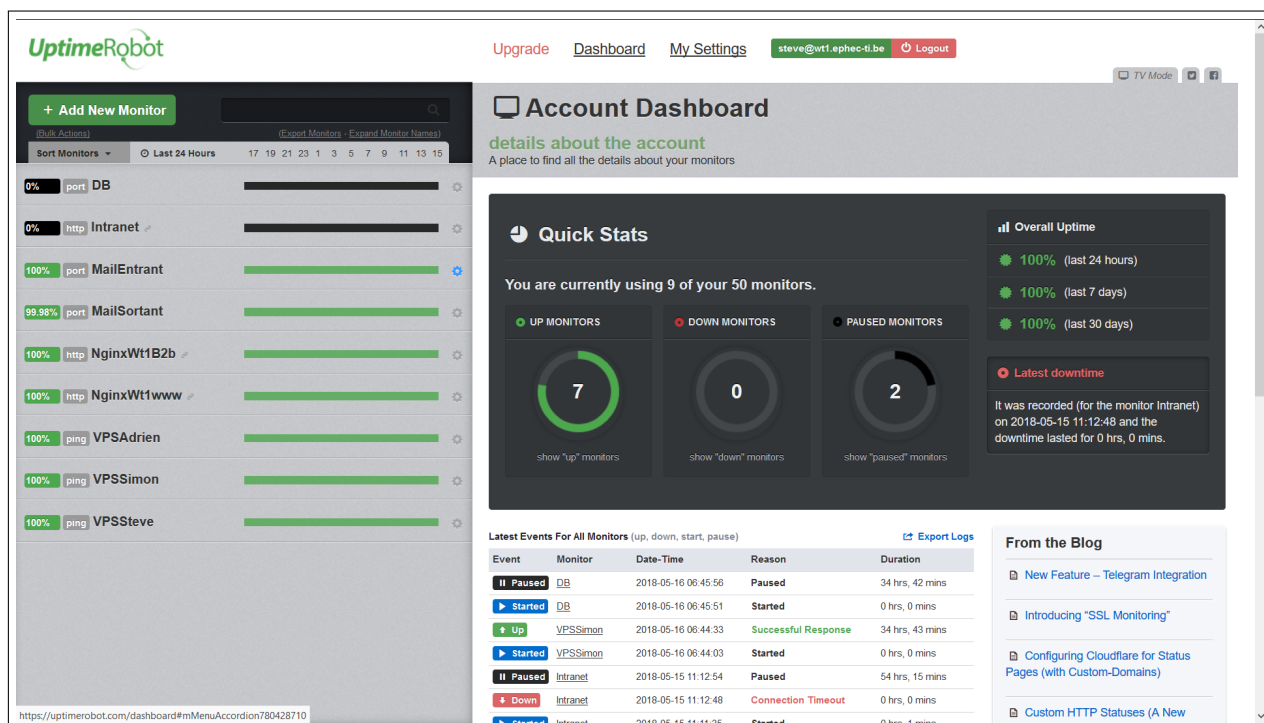 UptimeRobot
Upgrade Dashboard My Settings steve@wt1.ephec-ti.be Logout
TV Mode
+ Add New Monitor
(Bulk Actions) (Export Monitors - Expand Monitor Names)
Sort Monitors Last 24 Hours 17 19 21 23 1 3 5 7 9 11 13 15
0% port DB
0% http Intranet
100% port MailEntrant
99.98% port MailSortant
100% http NginxWt1B2b
100% http NginxWt1www
100% ping VPSAdrien
100% ping VPSSimon
100% ping VPSSteve
Account Dashboard
details about the account
A place to find all the details about your monitors
Quick Stats
You are currently using 9 of your 50 monitors.
UP MONITORS
7
show "up" monitors
DOWN MONITORS
0
show "down" monitors
PAUSED MONITORS
2
show "paused" monitors
Overall Uptime
100% (last 24 hours)
100% (last 7 days)
100% (last 30 days)
Latest downtime
It was recorded (for the monitor Intranet)
on 2018-05-15 11:12:48 and the
downtime lasted for 0 hrs, 0 mins.
Latest Events For All Monitors (up, down, start, pause) Export Logs
Event Monitor Date-Time Reason Duration
Paused DB 2018-05-16 06:45:56 Paused 34 hrs, 42 mins
Started DB 2018-05-16 06:45:51 Started 0 hrs, 0 mins
Up VPSSimon 2018-05-16 06:44:33 Successful Response 34 hrs, 43 mins
Started VPSSimon 2018-05-16 06:44:03 Started 0 hrs, 0 mins
Paused Intranet 2018-05-15 11:12:54 Paused 54 hrs, 15 mins
Down Intranet 2018-05-15 11:12:48 Connection Timeout 0 hrs, 0 mins
Started Intranet 2018-05-15 11:11:25 Started 0 hrs, 1 mins
From the Blog
New Feature – Telegram Integration
Introducing “SSL Monitoring”
Configuring Cloudflare for Status
Pages (with Custom-Domains)
Custom HTTP Statuses (A New
https://uptimerobot.com/dashboard#mMenuAccordion780428710